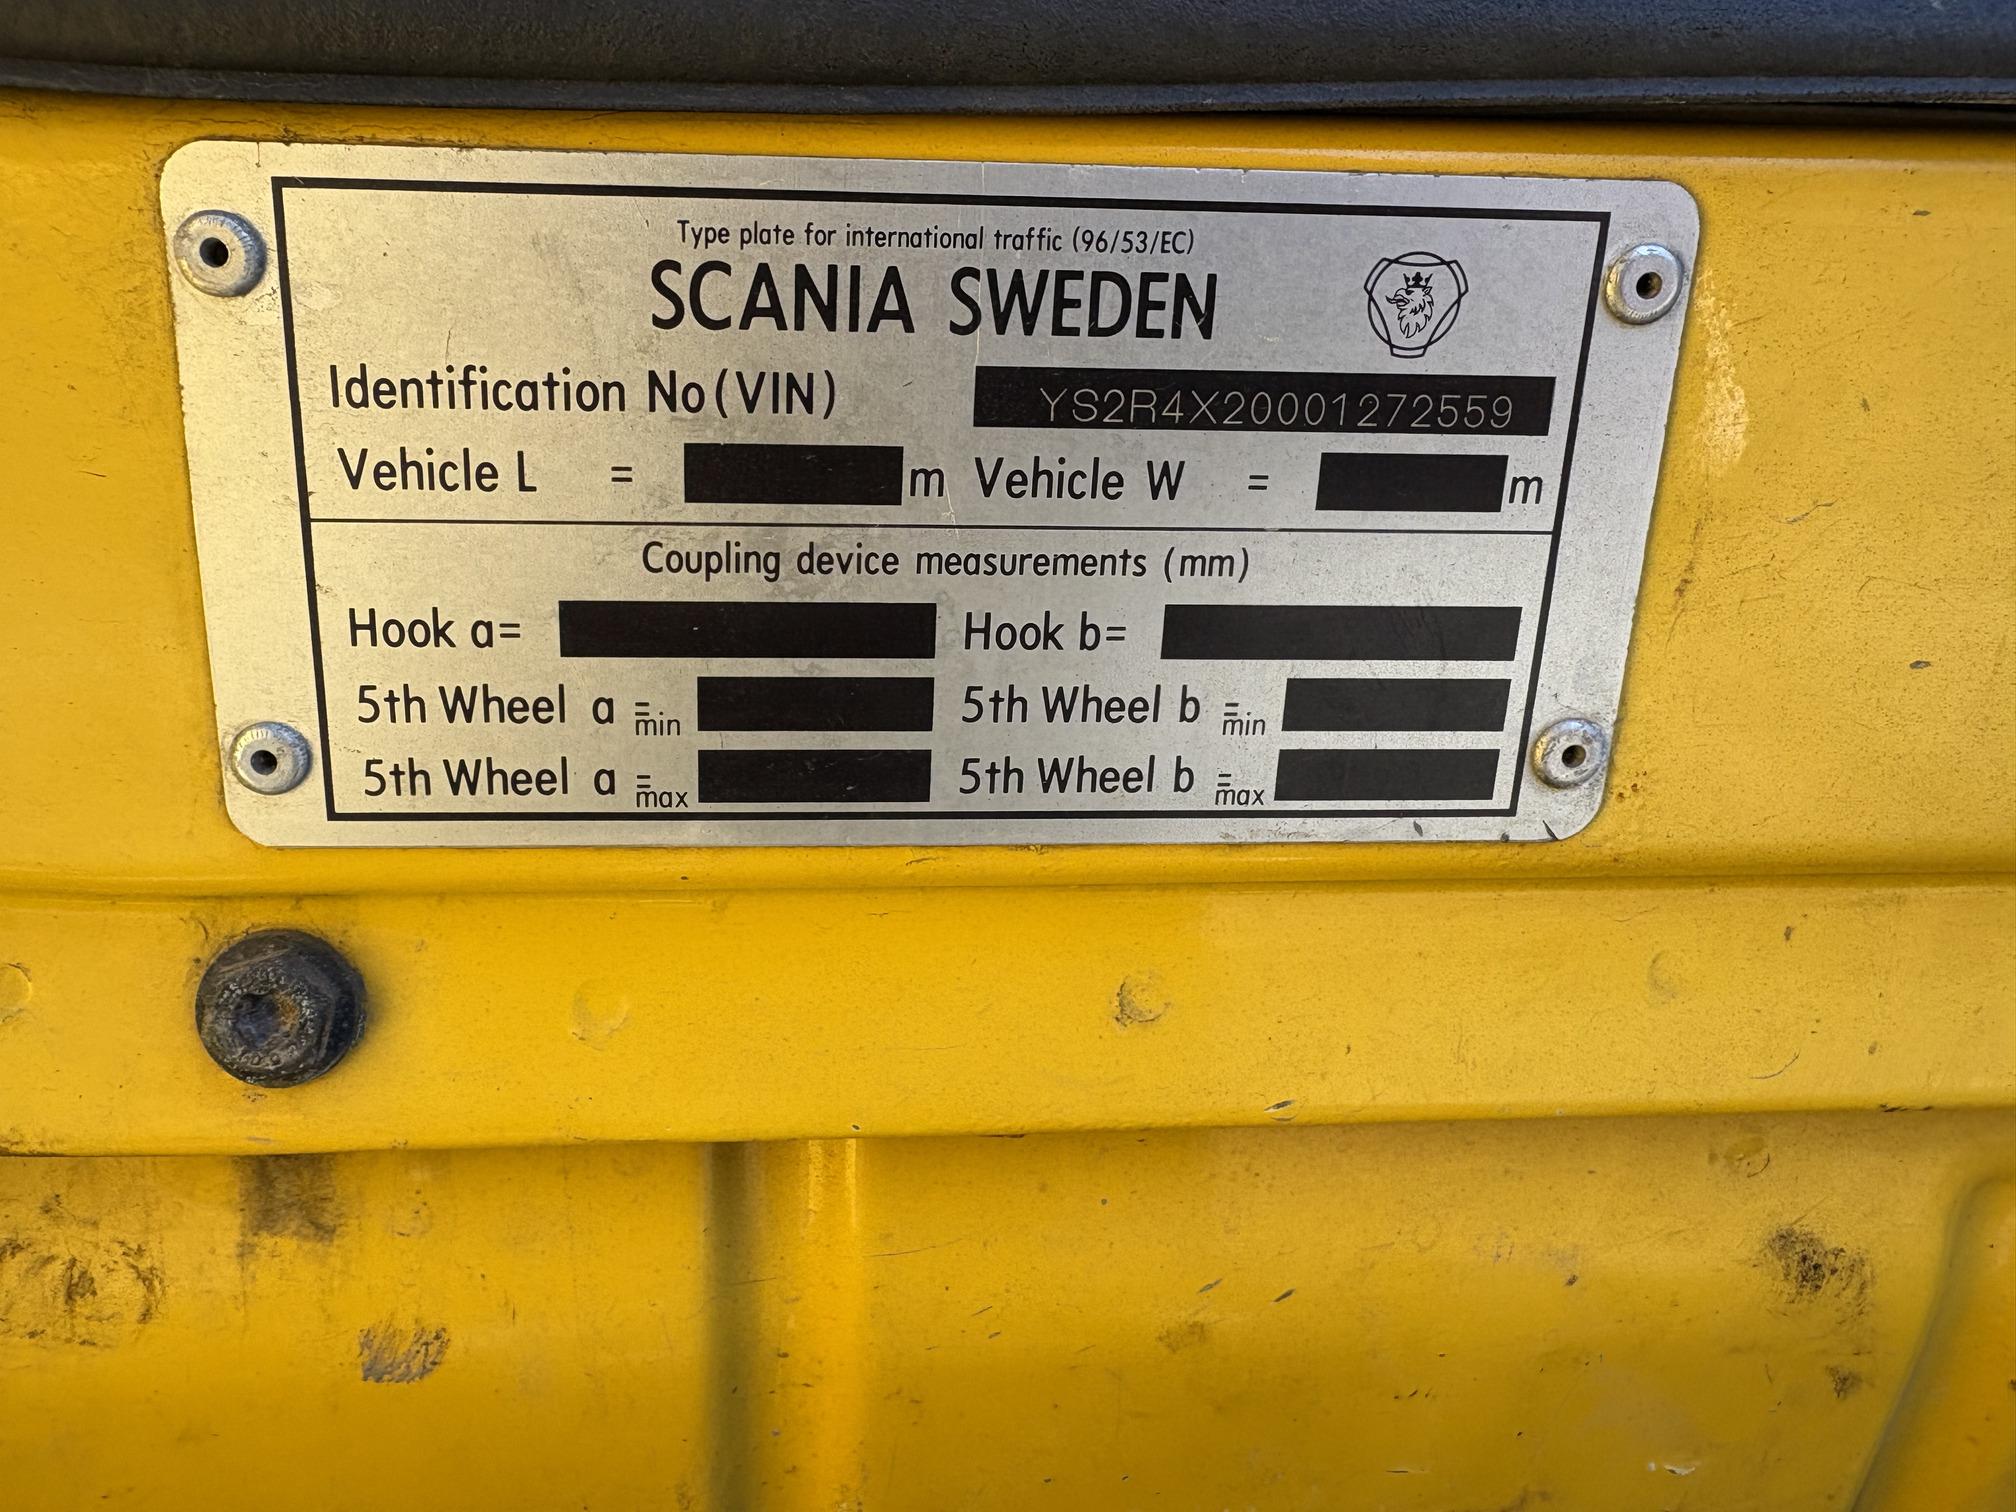 Type plate for international traffic (96/53/EC)
SCANIA SWEDEN
Identification No (VIN) YS2R4X20001272559
Vehicle L = m Vehicle W = m
Coupling device measurements (mm)
Hook a= Hook b=
5th Wheel a = min 5th Wheel b = min
5th Wheel a = max 5th Wheel b = max